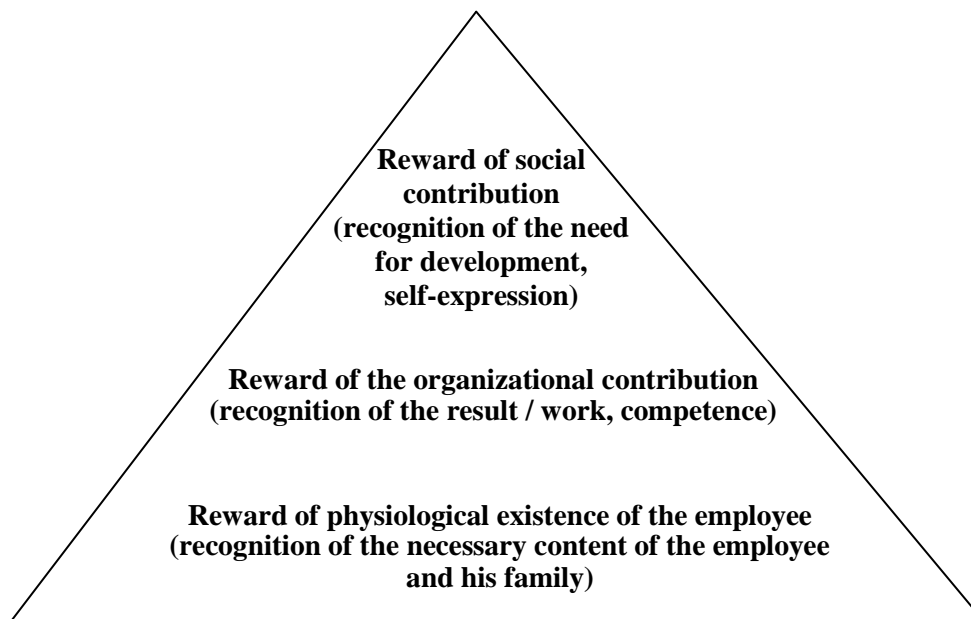 Reward of social
contribution
(recognition of the need
for development,
self-expression)
Reward of the organizational contribution
(recognition of the result / work, competence)
Reward of physiological existence of the employee
(recognition of the necessary content of the employee
and his family)